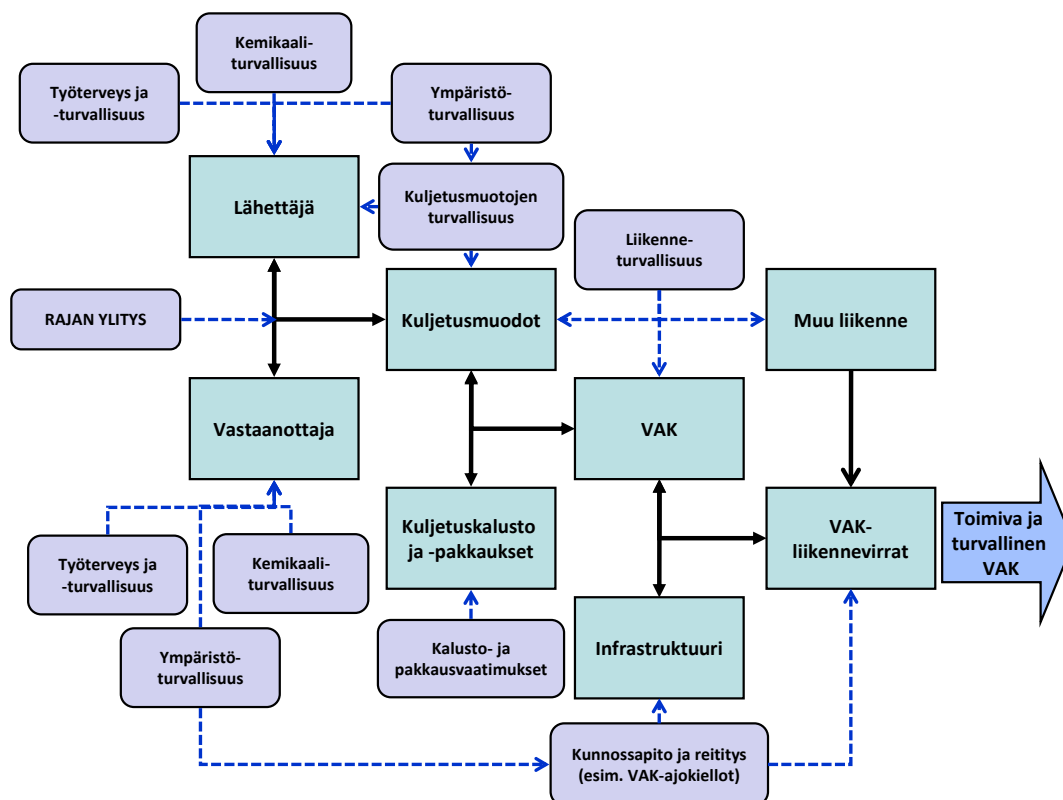 Kemikaali-
turvallisuus
Työterveys ja
-turvallisuus
Ympäristö-
turvallisuus
Lähettäjä
Kuljetusmuotojen
turvallisuus
Liikenne-
turvallisuus
RAJAN YLITYS
Kuljetusmuodot
Muu liikenne
Vastaanottaja
VAK
Kuljetuskalusto
ja -pakkaukset
VAK-
liikennevirrat
Toimiva ja
turvallinen
VAK
Työterveys ja
-turvallisuus
Kemikaali-
turvallisuus
Ympäristö-
turvallisuus
Kalusto- ja
pakkausvaatimukset
Infrastruktuuri
Kunnossapito ja reititys
(esim. VAK-ajokiellot)